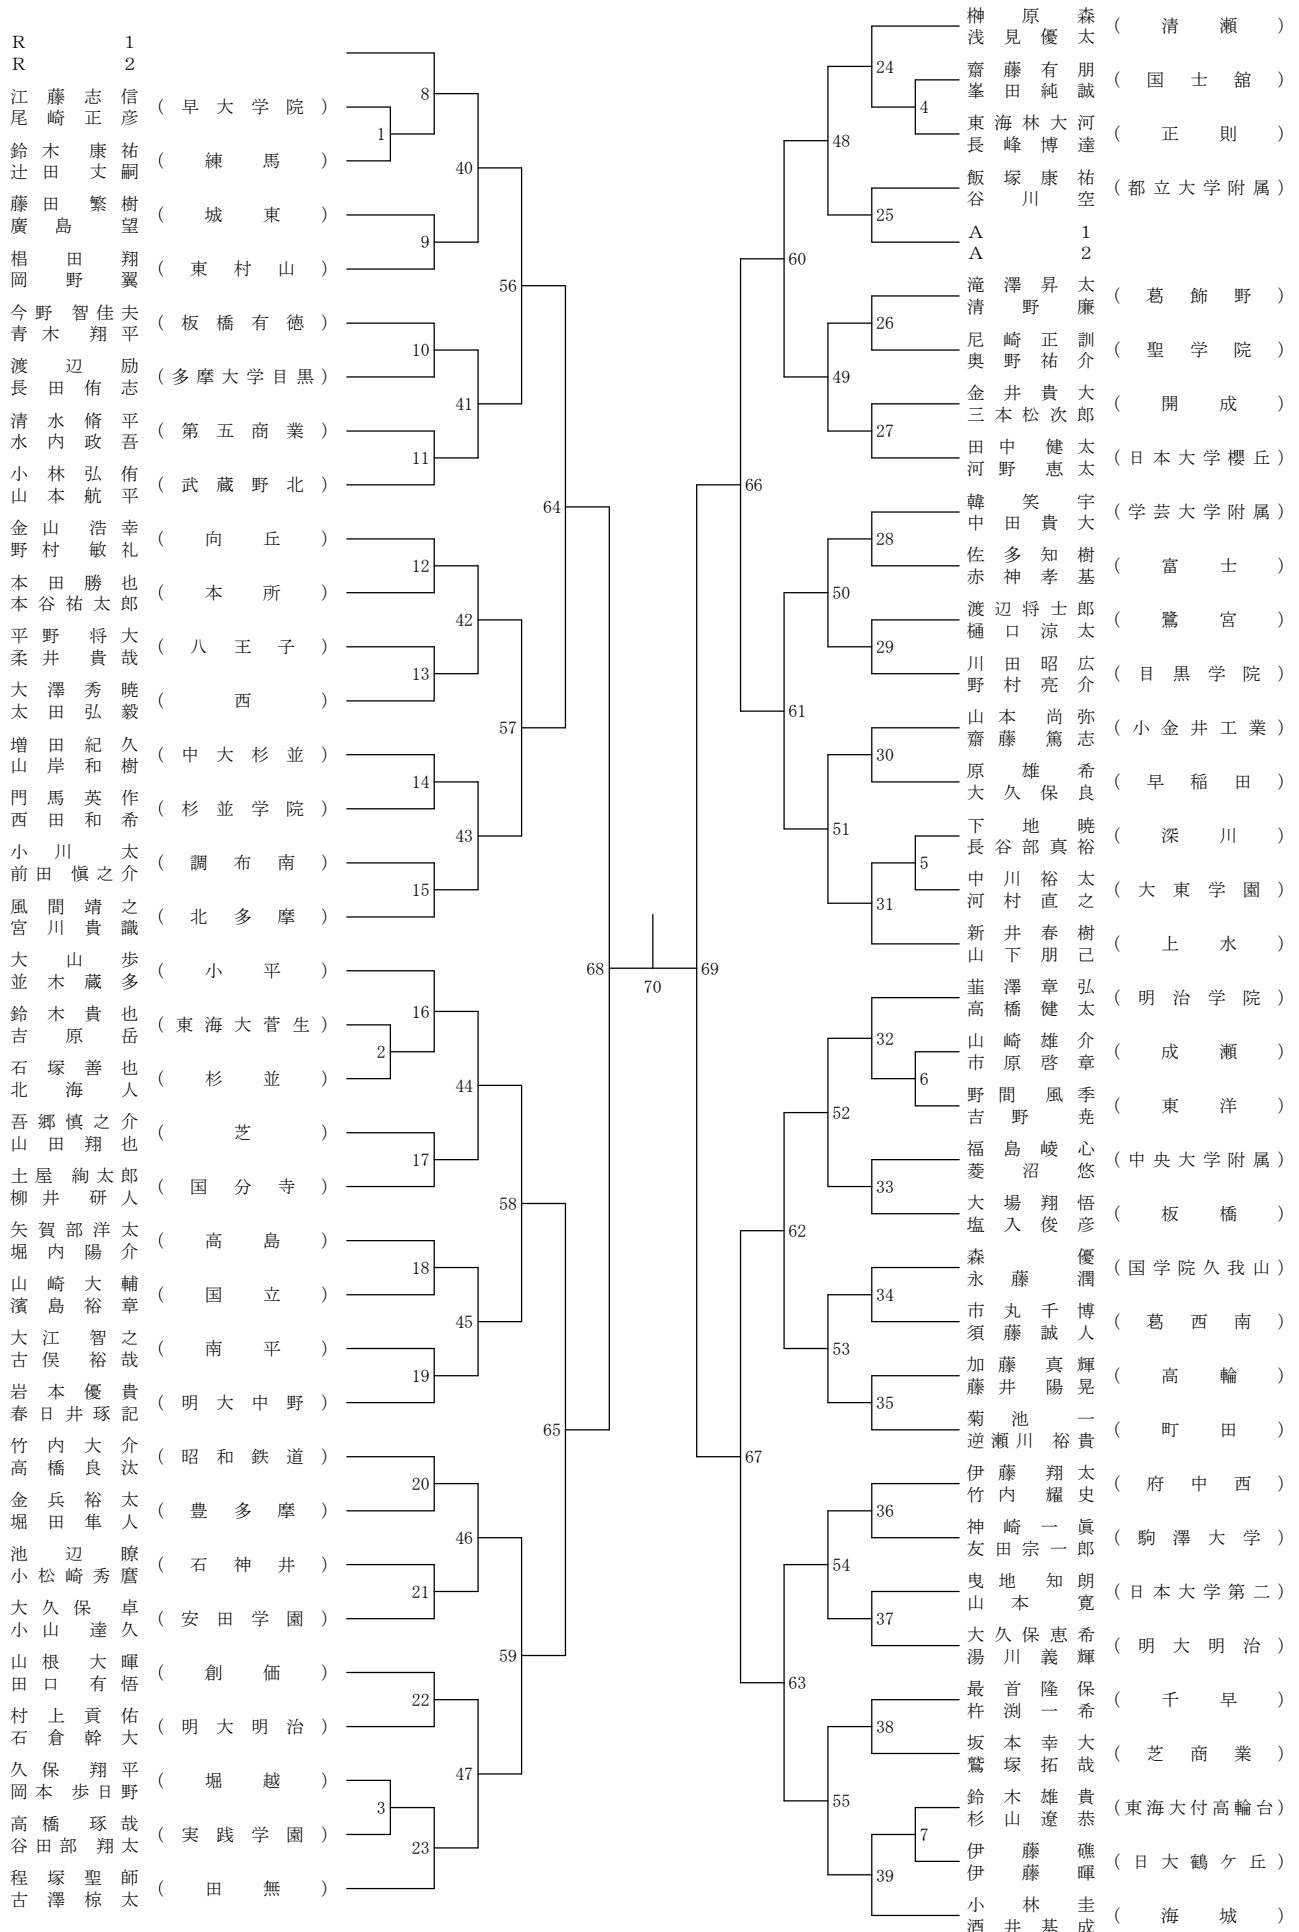 R 1
R 2
江藤志信
尾崎正彦
(早大学院)
鈴木康祐
辻田丈嗣
(練馬)
藤田繁樹
廣島望
(城東)
椙田翔
岡野翼
(東村山)
今野智佳夫
青木翔平
(板橋有徳)
渡辺励
長田侑志
(多摩大学目黒)
清水脩平
水内政吾
(第五商業)
小林弘侑
山本航平
(武蔵野北)
金山浩幸
野村敏礼
(向丘)
本田勝也
本谷祐太郎
(本所)
平野将大
柔井貴哉
(八王子)
大澤秀暁
太田弘毅
(西)
増田紀久
山岸和樹
(中大杉並)
門馬英作
西田和希
(杉並学院)
小川太
前田愼之介
(調布南)
風間靖之
宮川貴識
(北多摩)
大山歩
並木蔵多
(小平)
鈴木貴也
吉原岳
(東海大菅生)
石塚善也
北海人
(杉並)
吾郷慎之介
山田翔也
(芝)
土屋絢太郎
柳井研人
(国分寺)
矢賀部洋太
堀内陽介
(高島)
山崎大輔
濱島裕章
(国立)
大江智之
古俣裕哉
(南平)
岩本優貴
春日井琢記
(明大中野)
竹内大介
高橋良汰
(昭和鉄道)
金兵裕太
堀田隼人
(豊多摩)
池辺瞭
小松崎秀麿
(石神井)
大久保卓
小山達久
(安田学園)
山根大暉
田口有悟
(創価)
村上貢佑
石倉幹大
(明大明治)
久保翔平
岡本歩日野
(堀越)
高橋琢哉
谷田部翔太
(実践学園)
程塚聖師
古澤椋太
(田無)
1
2
3
8
9
10
11
12
13
14
15
16
17
18
19
20
21
22
23
40
41
42
43
44
45
46
47
56
57
58
59
64
65
68
70
69
66
67
60
61
62
63
48
49
50
51
52
53
54
55
24
25
26
27
28
29
30
31
32
33
34
35
36
37
38
39
4
5
6
7
榊原森
浅見優太
(清瀬)
齋藤有朋
峯田純誠
(国士舘)
東海林大河
長峰博達
(正則)
飯塚康祐
谷川空
(都立大学附属)
A 1
A 2
滝澤昇太
清野廉
(葛飾野)
尼崎正訓
奥野祐介
(聖学院)
金井貴大
三本松次郎
(開成)
田中健太
河野恵太
(日本大学櫻丘)
韓笑宇
中田貴大
(学芸大学附属)
佐多知樹
赤神孝基
(富士)
渡辺将士郎
樋口涼太
(鷺宮)
川田昭広
野村亮介
(目黒学院)
山本尚弥
齋藤篤志
(小金井工業)
原雄希
大久保良
(早稲田)
下地暁
長谷部真裕
(深川)
中川裕太
河村直之
(大東学園)
新井春樹
山下朋己
(上水)
韮澤章弘
高橋健太
(明治学院)
山崎雄介
市原啓章
(成瀬)
野間風季
吉野尭
(東洋)
福島崚心
菱沼悠
(中央大学附属)
大場翔悟
塩入俊彦
(板橋)
森優
永藤潤
(国学院久我山)
市丸千博
須藤誠人
(葛西南)
加藤真輝
藤井陽晃
(高輪)
菊池一
逆瀬川裕貴
(町田)
伊藤翔太
竹内耀史
(府中西)
神崎一眞
友田宗一郎
(駒澤大学)
曳地知朗
山本寛
(日本大学第二)
大久保恵希
湯川義輝
(明大明治)
最首隆保
杵渕一希
(千早)
坂本幸大
鷲塚拓哉
(芝商業)
鈴木雄貴
杉山遼恭
(東海大付高輪台)
伊藤礁
伊藤暉
(日大鶴ケ丘)
小林圭
酒井基成
(海城)